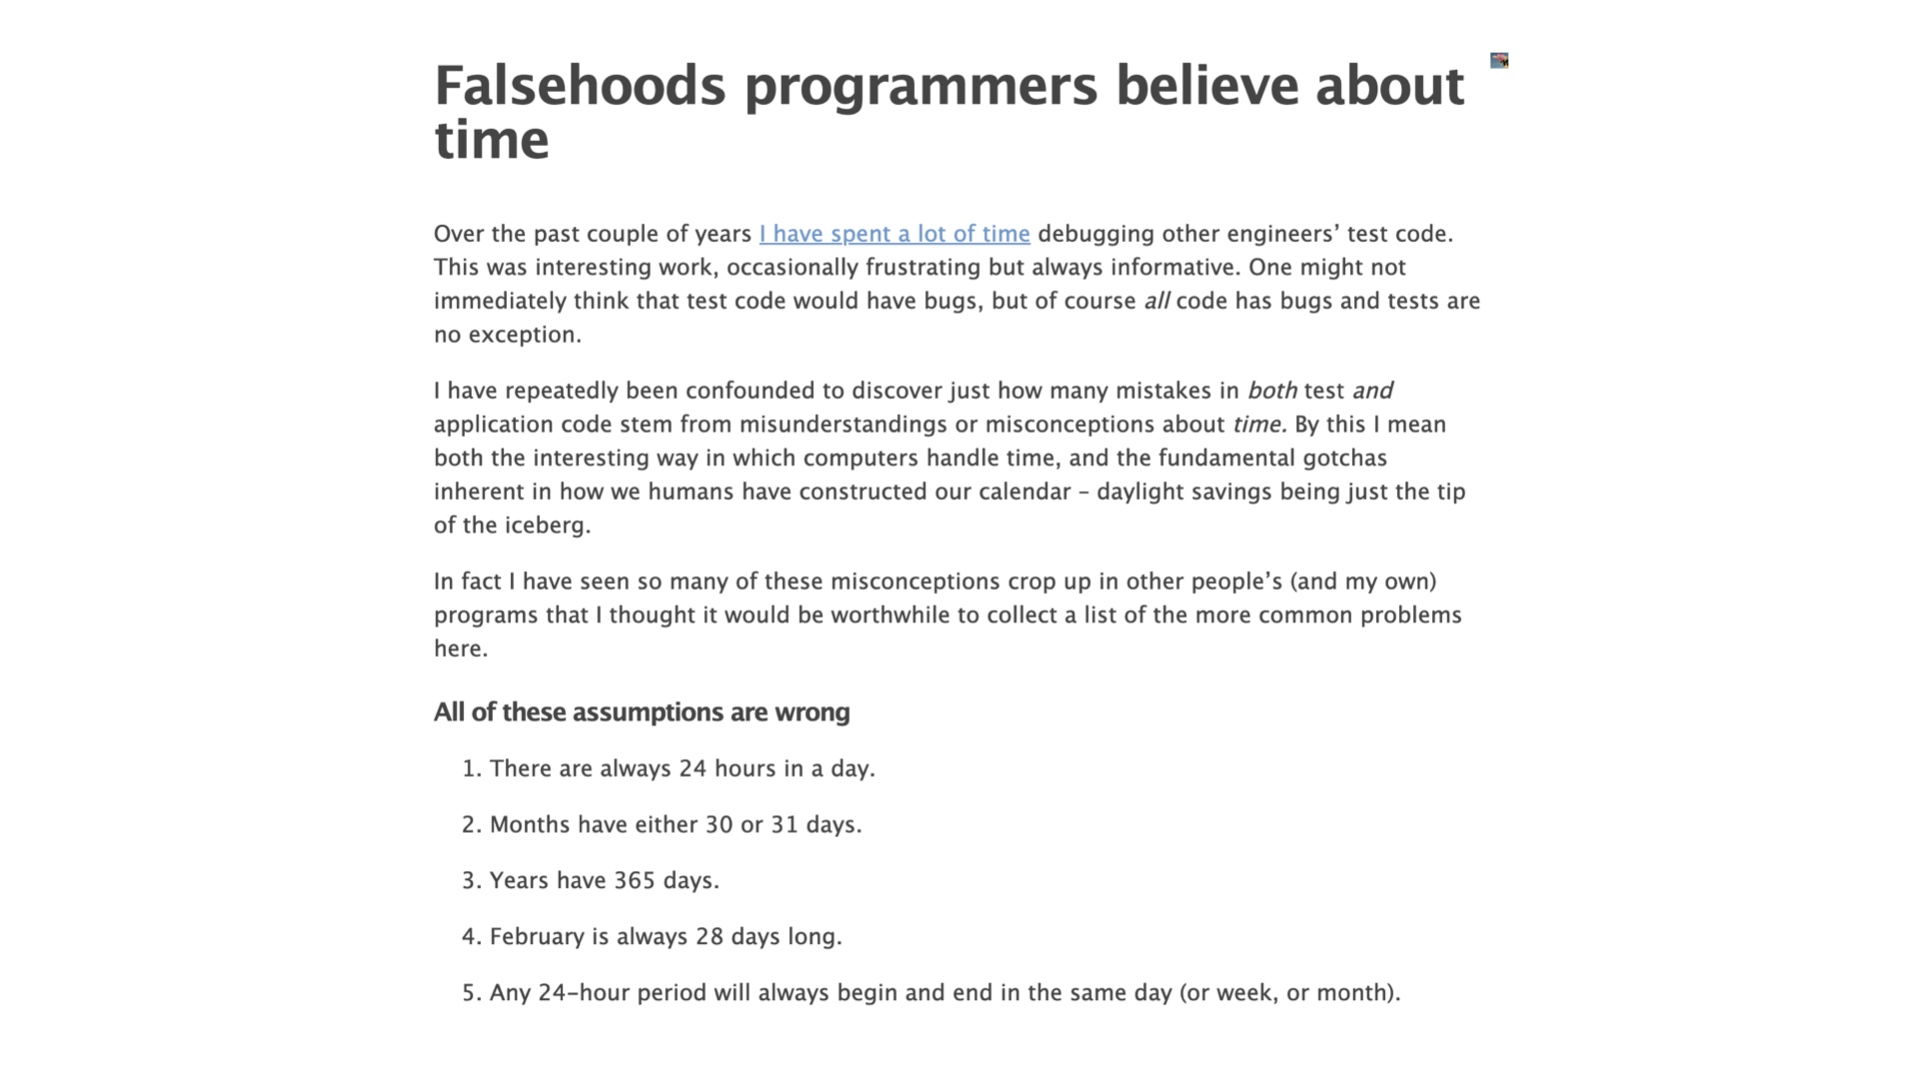 Falsehoods programmers believe about
time
Over the past couple of years I have spent a lot of time debugging other engineers’ test code.
This was interesting work, occasionally frustrating but always informative. One might not
immediately think that test code would have bugs, but of course all code has bugs and tests are
no exception.
I have repeatedly been confounded to discover just how many mistakes in both test and
application code stem from misunderstandings or misconceptions about time. By this I mean
both the interesting way in which computers handle time, and the fundamental gotchas
inherent in how we humans have constructed our calendar – daylight savings being just the tip
of the iceberg.
In fact I have seen so many of these misconceptions crop up in other people’s (and my own)
programs that I thought it would be worthwhile to collect a list of the more common problems
here.
All of these assumptions are wrong
1. There are always 24 hours in a day.
2. Months have either 30 or 31 days.
3. Years have 365 days.
4. February is always 28 days long.
5. Any 24-hour period will always begin and end in the same day (or week, or month).